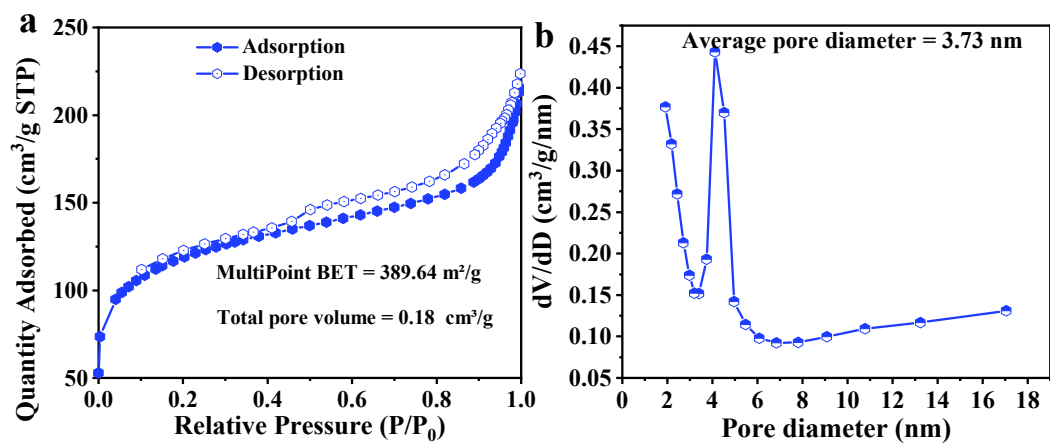 a
Adsorption
Desorption
MultiPoint BET = 389.64 m²/g
Total pore volume = 0.18 cm³/g
Quantity Adsorbed (cm³/g STP)
250
200
150
100
50
0.0 0.2 0.4 0.6 0.8 1.0
Relative Pressure (P/P₀)
b
Average pore diameter = 3.73 nm
dV/dD (cm³/g/nm)
0.45
0.40
0.35
0.30
0.25
0.20
0.15
0.10
0.05
0 2 4 6 8 10 12 14 16 18
Pore diameter (nm)